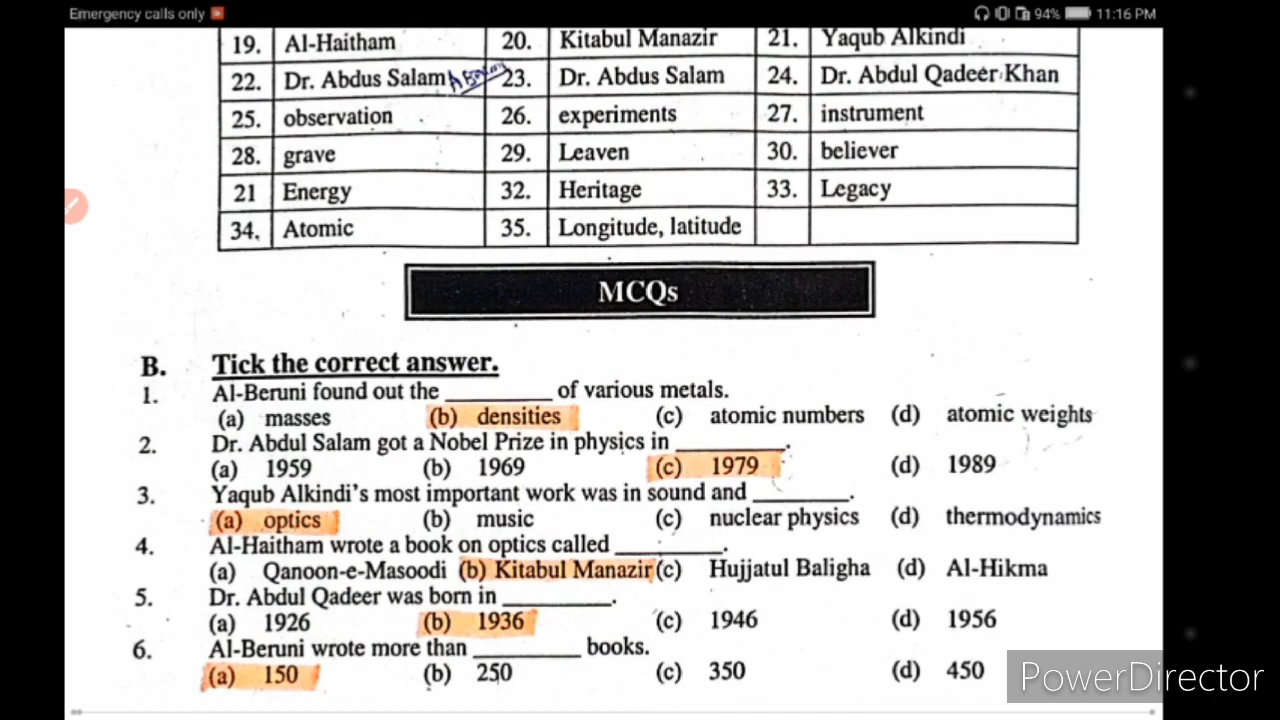 Emergency calls only 94% 11:16 PM
19. Al-Haitham 20. Kitabul Manazir 21. Yaqub Alkindi
22. Dr. Abdus Salam 23. Dr. Abdus Salam 24. Dr. Abdul Qadeer Khan
25. observation 26. experiments 27. instrument
28. grave 29. Leaven 30. believer
21 Energy 32. Heritage 33. Legacy
34. Atomic 35. Longitude, latitude
MCQs
B. Tick the correct answer.
1. Al-Beruni found out the ________ of various metals.
(a) masses (b) densities (c) atomic numbers (d) atomic weights
2. Dr. Abdul Salam got a Nobel Prize in physics in ________.
(a) 1959 (b) 1969 (c) 1979 (d) 1989
3. Yaqub Alkindi's most important work was in sound and ________.
(a) optics (b) music (c) nuclear physics (d) thermodynamics
4. Al-Haitham wrote a book on optics called ________.
(a) Qanoon-e-Masoodi (b) Kitabul Manazir (c) Hujjatul Baligha (d) Al-Hikma
5. Dr. Abdul Qadeer was born in ________.
(a) 1926 (b) 1936 (c) 1946 (d) 1956
6. Al-Beruni wrote more than ________ books.
(a) 150 (b) 250 (c) 350 (d) 450
PowerDirector